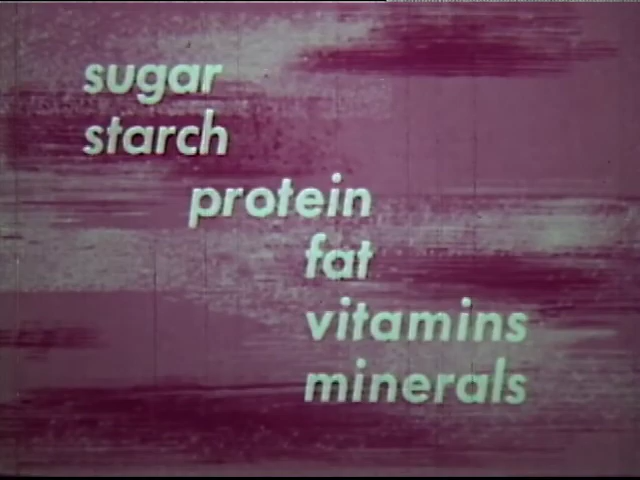 sugar
starch
protein
fat
vitamins
minerals